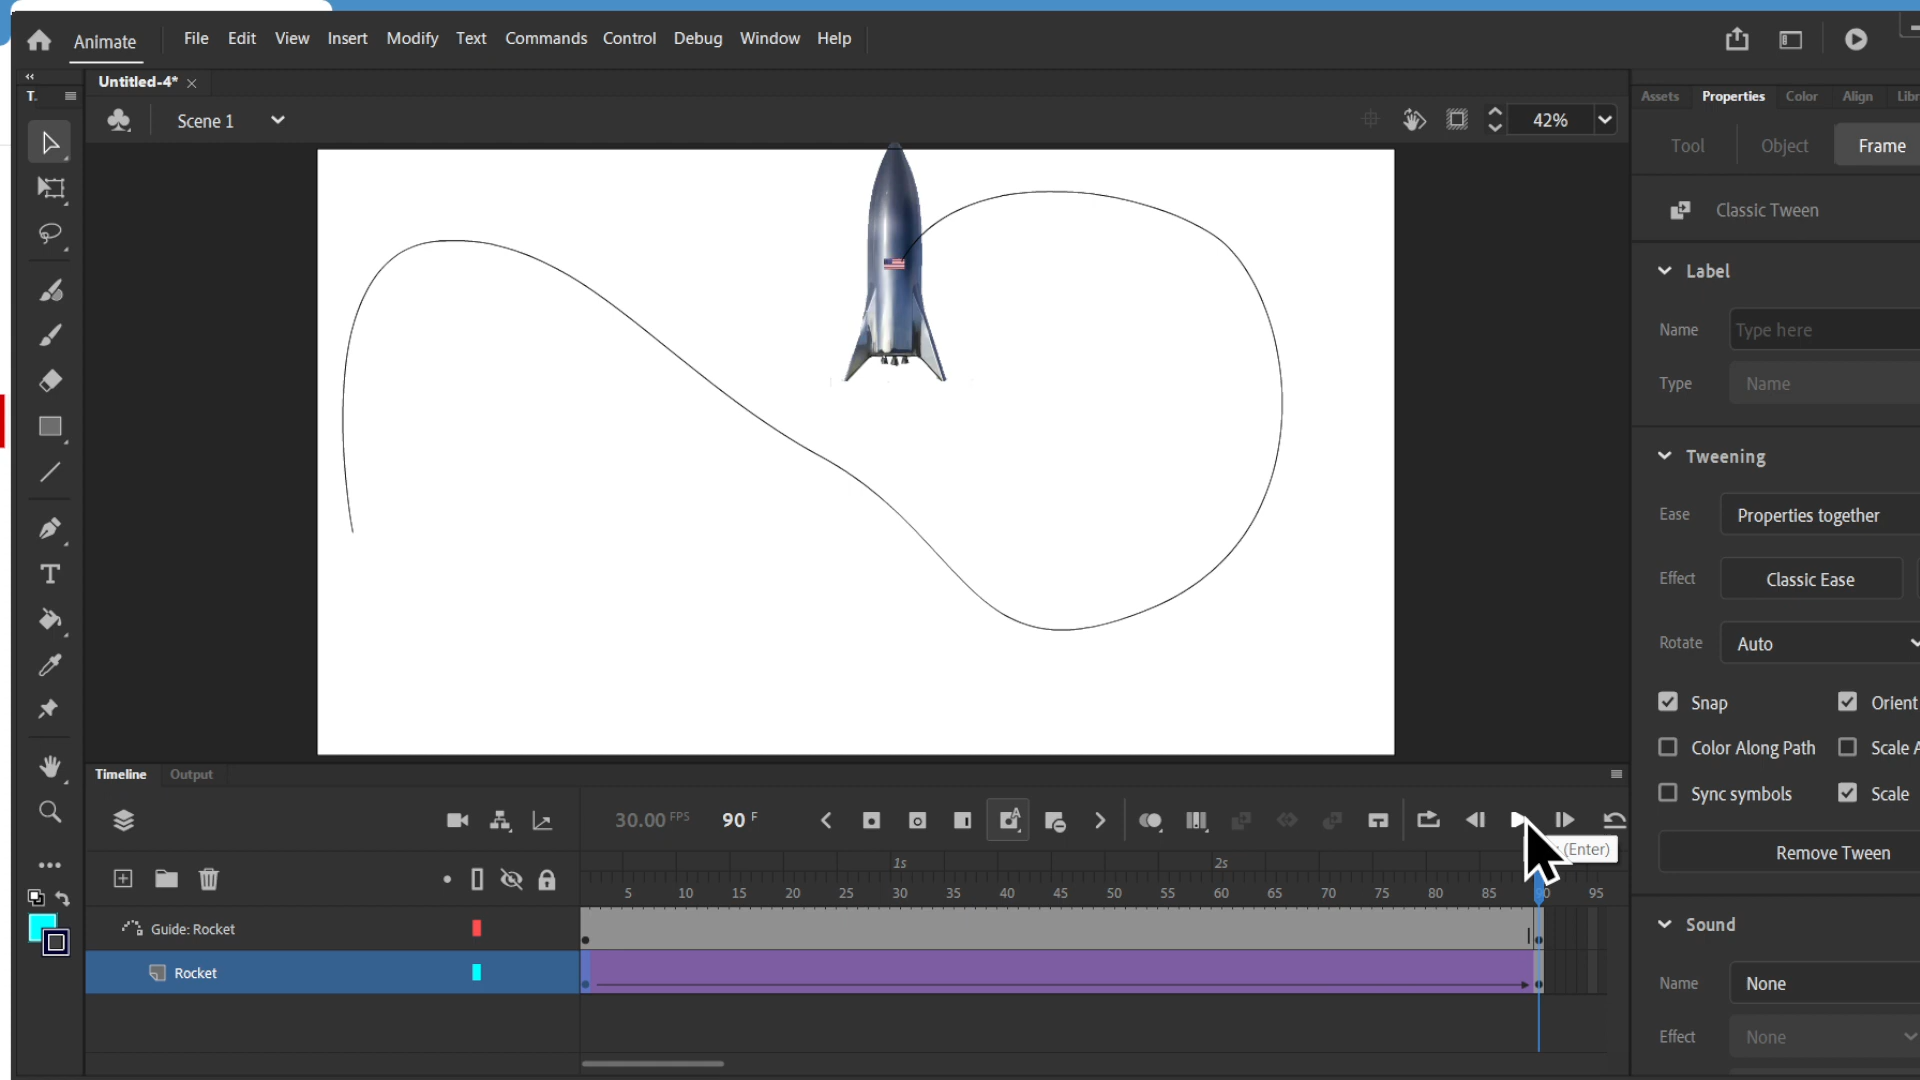 Animate File Edit View Insert Modify Text Commands Control Debug Window Help
Untitled-4*
Scene 1
42%
Assets Properties Color Align Libr
Tool Object Frame
Classic Tween
Label
Name Type here
Type Name
Tweening
Ease Properties together
Effect Classic Ease
Rotate Auto
Snap Orient
Color Along Path Scale A
Sync symbols Scale
Remove Tween
Sound
Name None
Effect None
Timeline Output
30.00 FPS 90 F
(Enter)
1s 2s
5 10 15 20 25 30 35 40 45 50 55 60 65 70 75 80 85 90 95
Guide: Rocket
Rocket